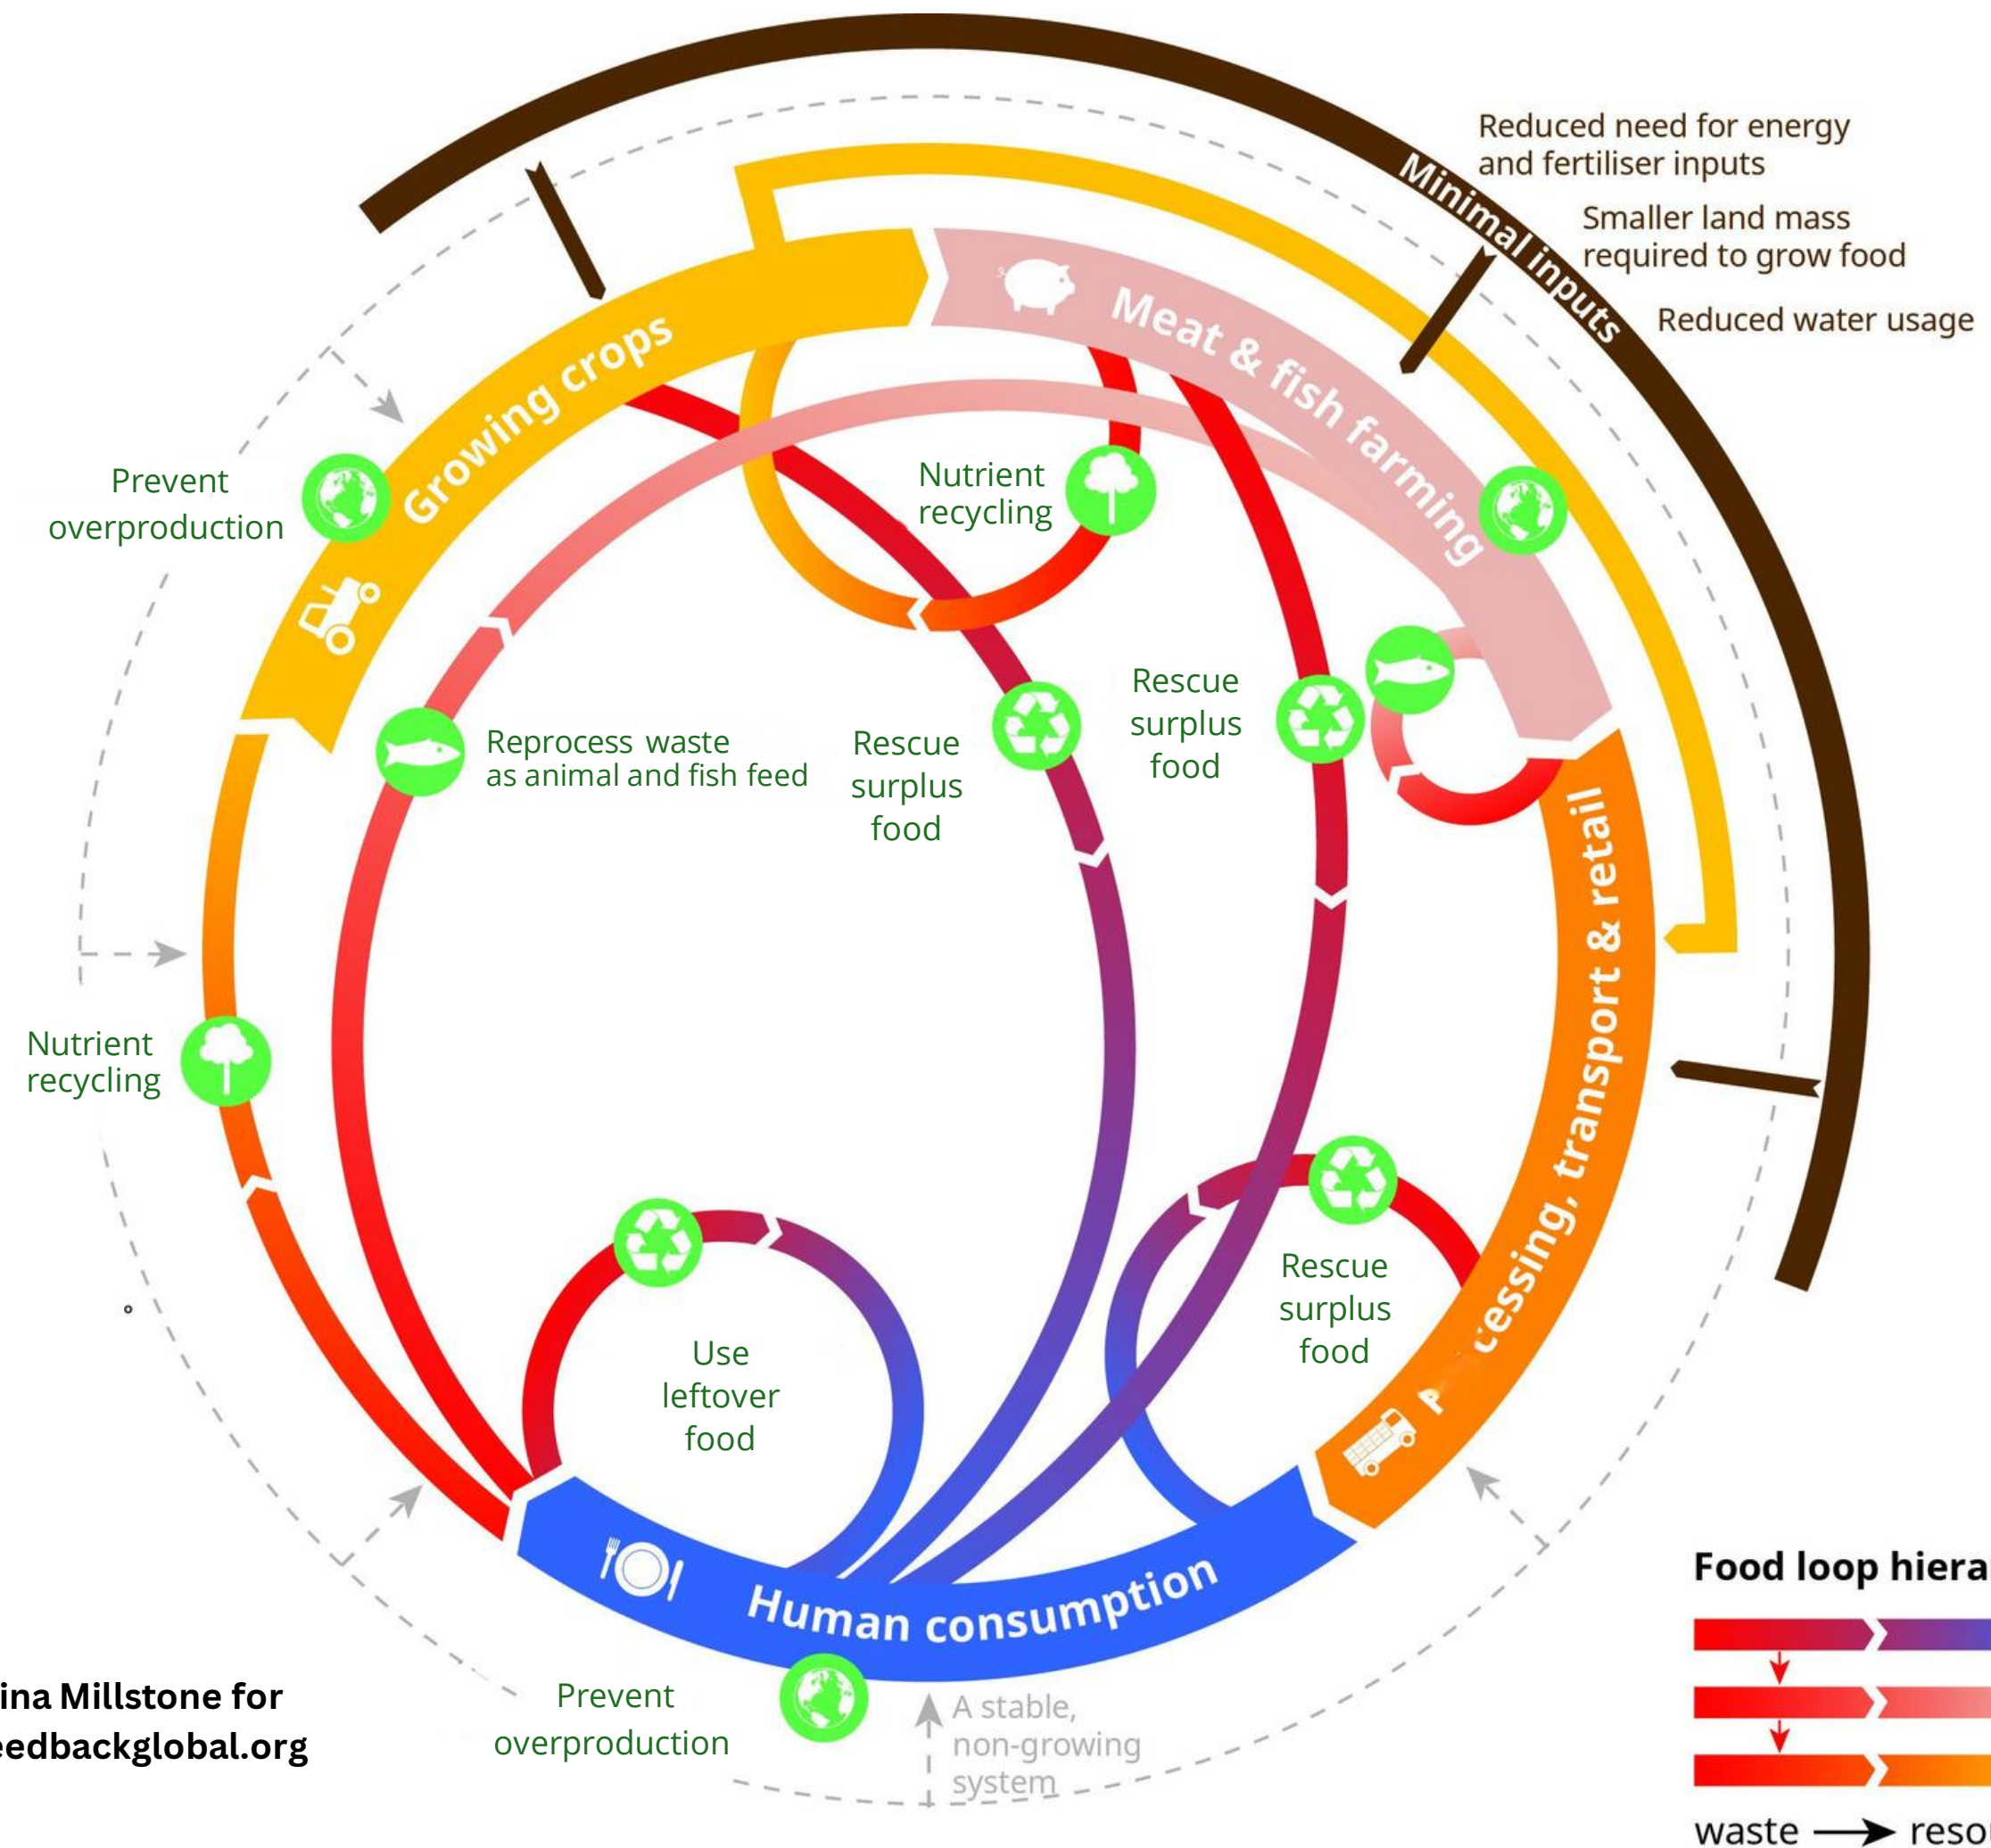 Reduced need for energy
and fertiliser inputs
Minimal inputs
Smaller land mass
required to grow food
Reduced water usage
Meat & fish farming
Growing crops
Prevent
overproduction
Nutrient
recycling
Rescue
surplus
food
Reprocess waste
as animal and fish feed
Rescue
surplus
food
transport & retail
Nutrient
recycling
Rescue
surplus
food
Use
leftover
food
Human consumption
Food loop hiera
Prevent
overproduction
A stable,
non-growing
system
ina Millstone for
eedbackglobal.org
waste → reso